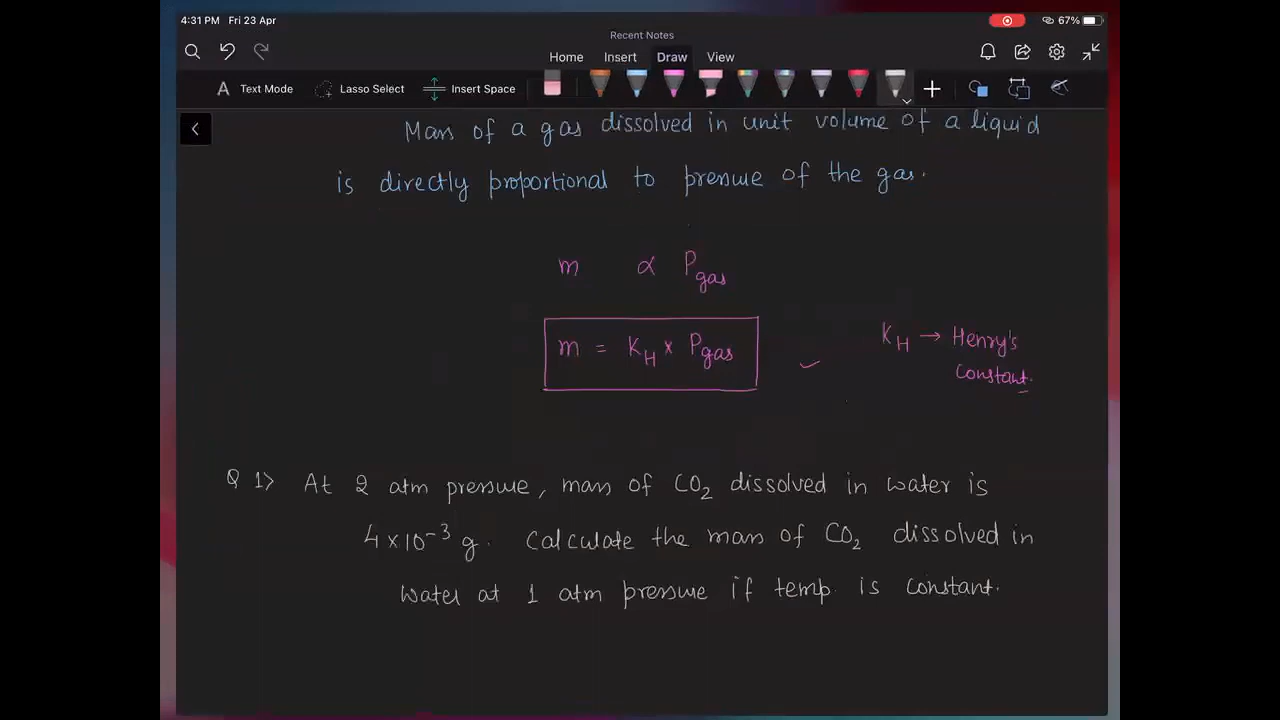 4:31 PM Fri 23 Apr
67%
Recent Notes
Home Insert Draw View
Text Mode Lasso Select Insert Space
Mass of a gas dissolved in unit volume of a liquid
is directly proportional to pressure of the gas.
m ∝ Pgas
m = KH × Pgas
KH → Henry's
constant.
Q 1> At 2 atm pressure, mass of CO₂ dissolved in water is
4×10⁻³ g. Calculate the mass of CO₂ dissolved in
water at 1 atm pressure if temp. is constant.